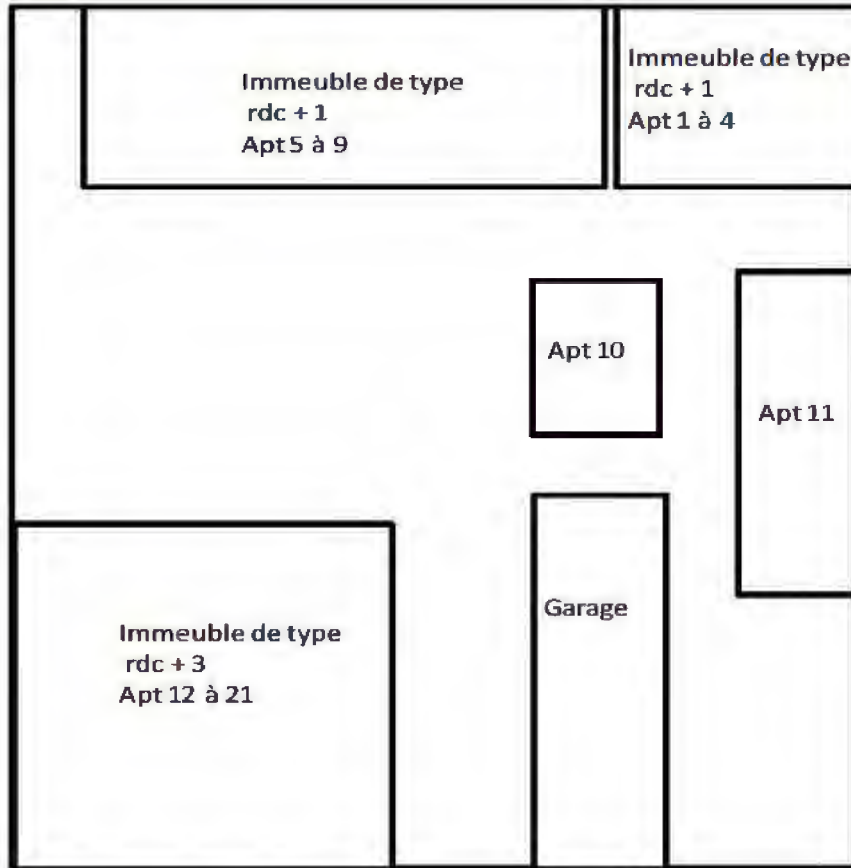 Immeuble de type
rdc + 1
Apt 5 à 9
Immeuble de type
rdc + 1
Apt 1 à 4
Apt 10
Apt 11
Immeuble de type
rdc + 3
Apt 12 à 21
Garage